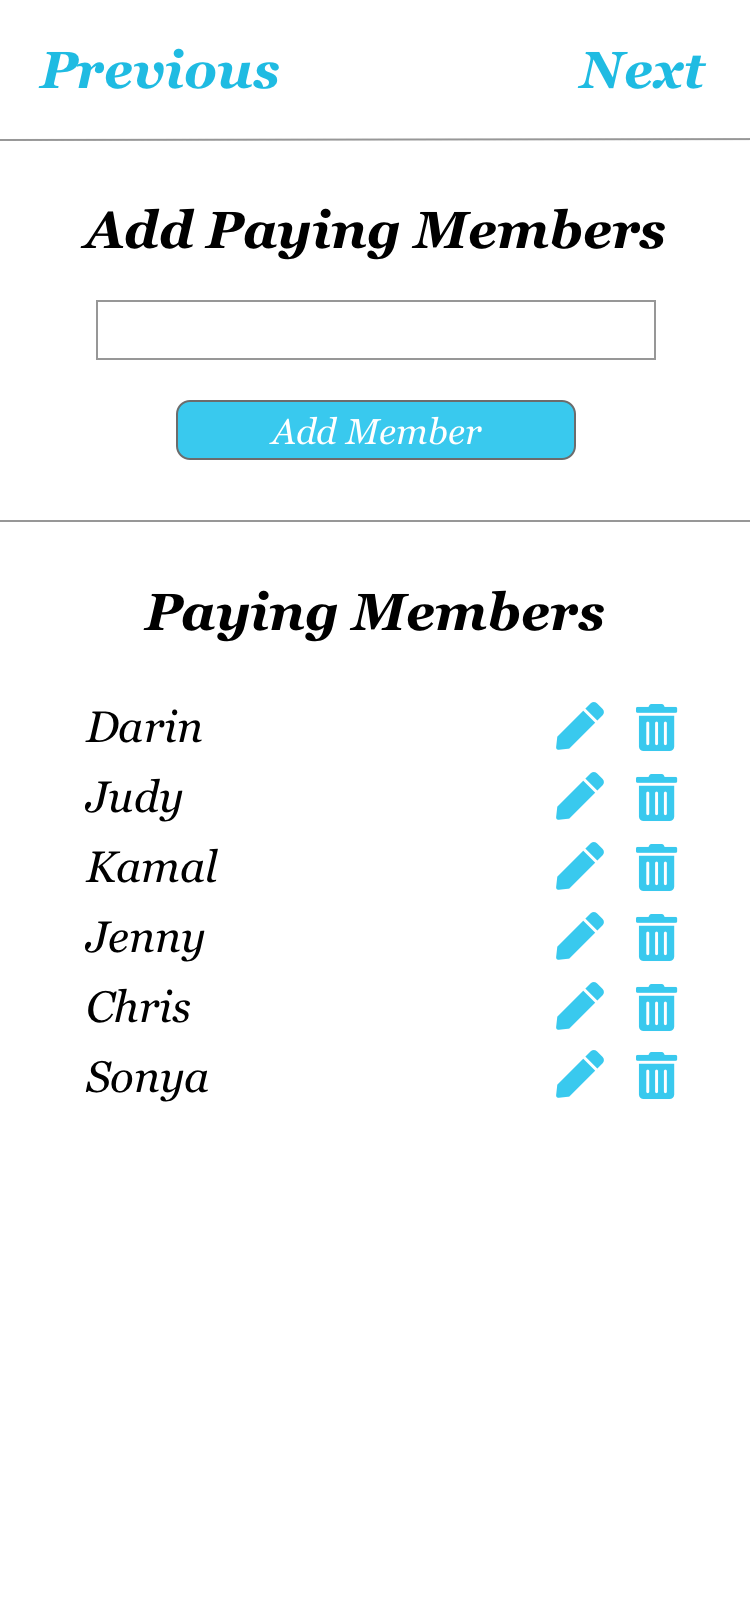 Previous Next
Add Paying Members
Add Member
Paying Members
Darin
Judy
Kamal
Jenny
Chris
Sonya